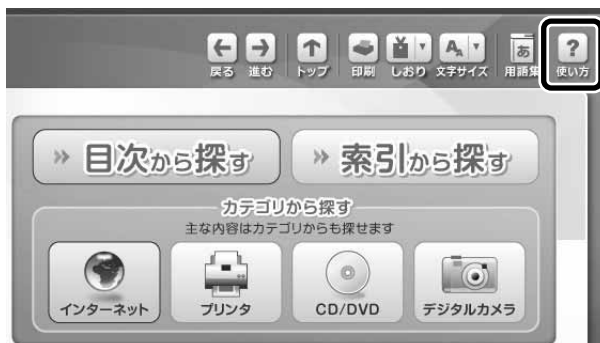 戻る 進む トップ 印刷 しおり 文字サイズ 用語集 使い方
目次から探す 索引から探す
カテゴリから探す
主な内容はカテゴリからも探せます
インターネット プリンタ CD/DVD デジタルカメラ